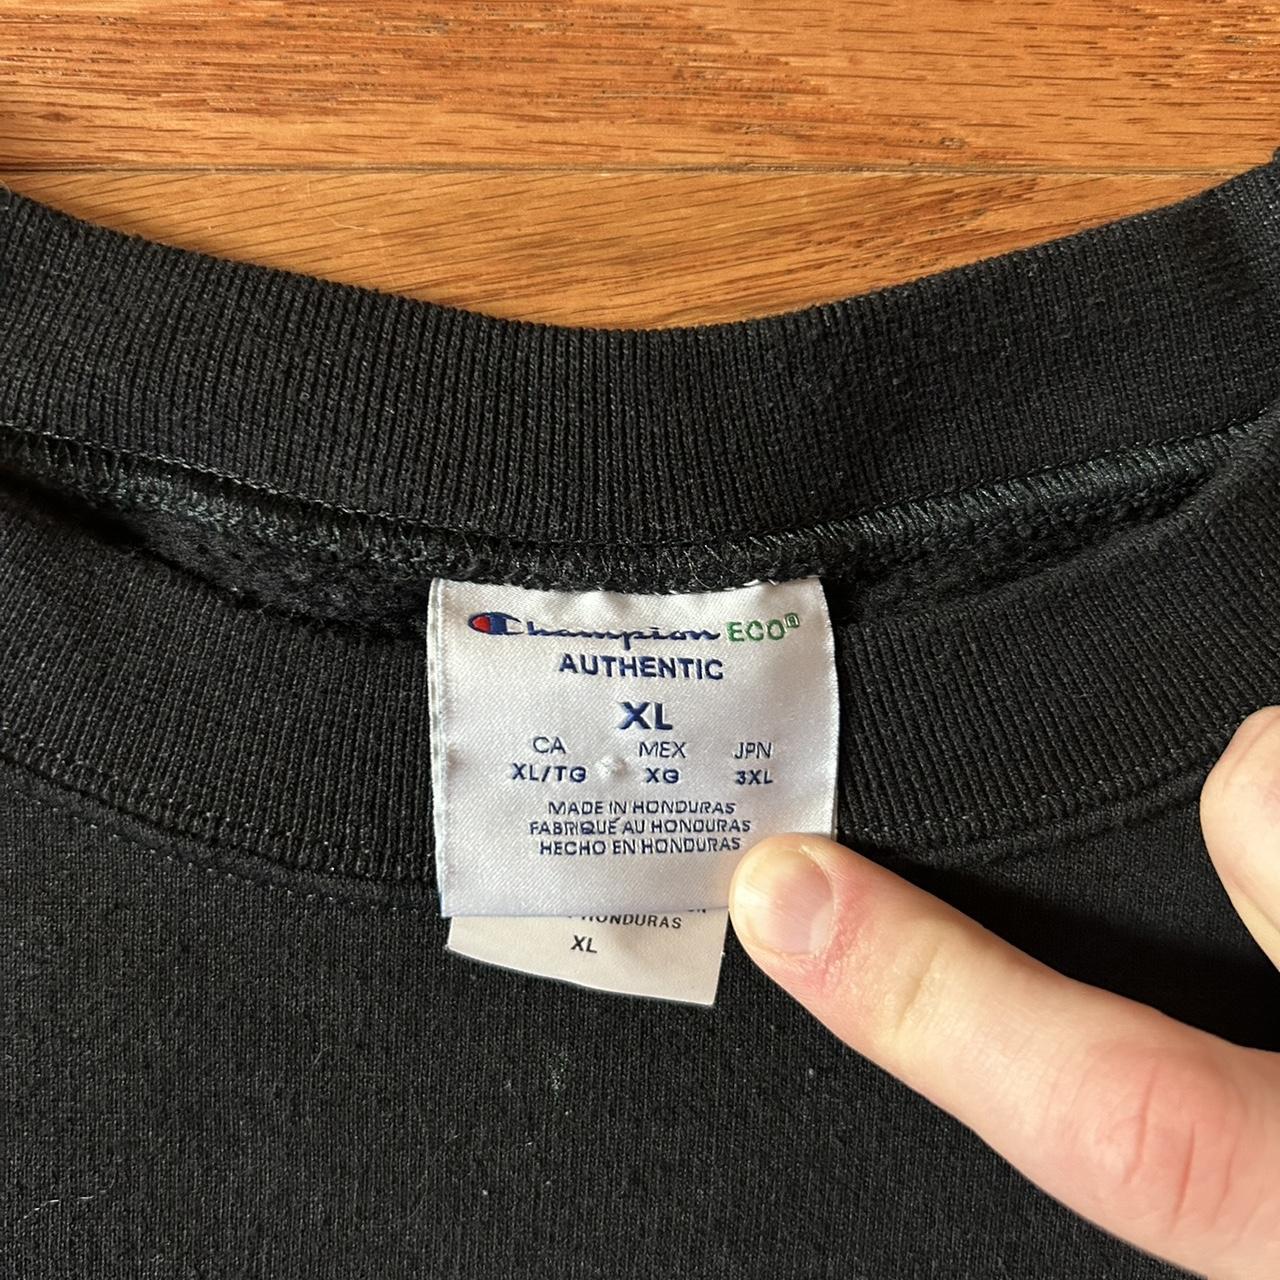 Champion ECO®
AUTHENTIC
XL
CA MEX JPN
XL/TG XG 3XL
MADE IN HONDURAS
FABRIQUÉ AU HONDURAS
HECHO EN HONDURAS
HONDURAS
XL